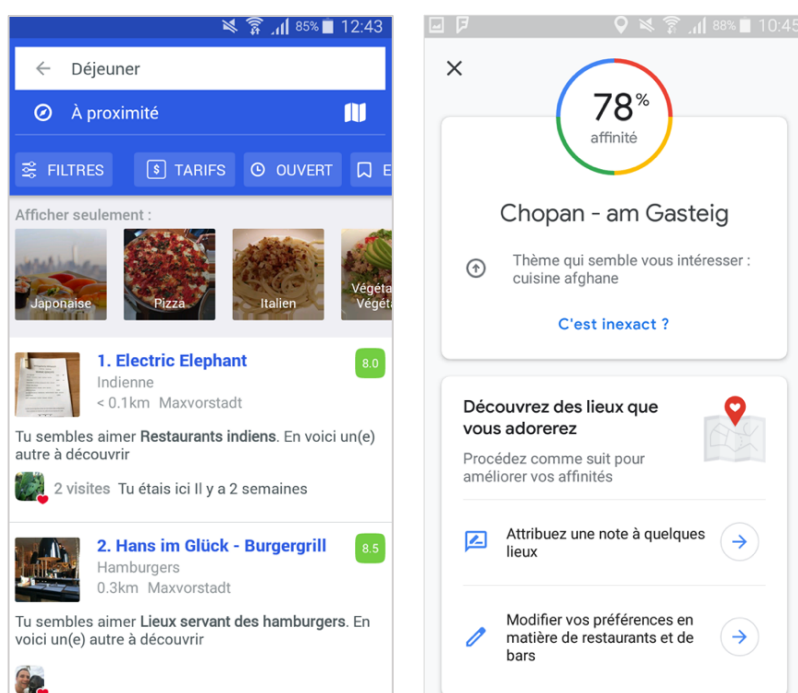 85% 12:43
Déjeuner
À proximité
FILTRES
$ TARIFS
OUVERT
E
Afficher seulement :
Japonaise
Pizza
Italien
Végéta
Végéta
1. Electric Elephant
8.0
Indienne
< 0.1km Maxvorstadt
Tu sembles aimer Restaurants indiens. En voici un(e)
autre à découvrir
2 visites Tu étais ici Il y a 2 semaines
2. Hans im Glück - Burgergrill
8.5
Hamburgers
0.3km Maxvorstadt
Tu sembles aimer Lieux servant des hamburgers. En
voici un(e) autre à découvrir
88% 10:45
78%
affinité
Chopan - am Gasteig
Thème qui semble vous intéresser :
cuisine afghane
C'est inexact ?
Découvrez des lieux que
vous adorerez
Procédez comme suit pour
améliorer vos affinités
Attribuez une note à quelques
lieux
Modifier vos préférences en
matière de restaurants et de
bars